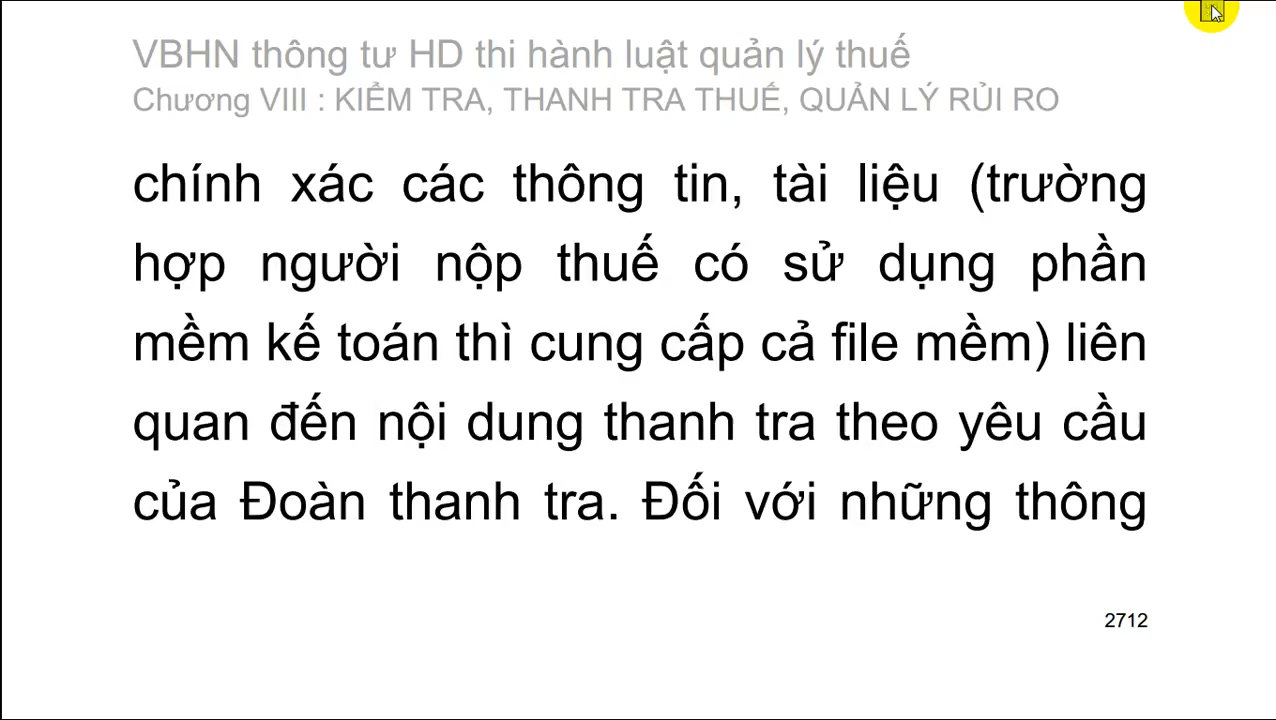 VBHN thông tư HD thi hành luật quản lý thuế
Chương VIII : KIỂM TRA, THANH TRA THUẾ, QUẢN LÝ RỦI RO
chính xác các thông tin, tài liệu (trường
hợp người nộp thuế có sử dụng phần
mềm kế toán thì cung cấp cả file mềm) liên
quan đến nội dung thanh tra theo yêu cầu
của Đoàn thanh tra. Đối với những thông
2712